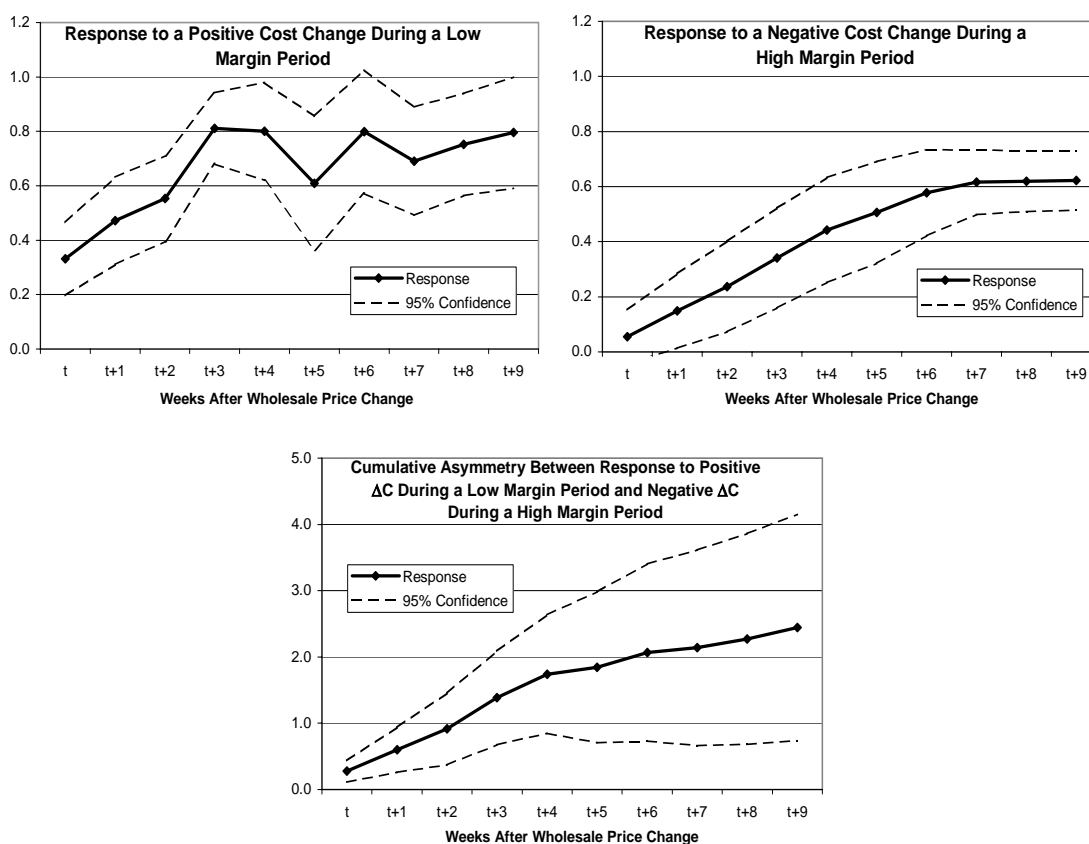 Response to a Positive Cost Change During a Low
Margin Period
1.2
1.0
0.8
0.6
0.4
0.2
0.0
Response
95% Confidence
t t+1 t+2 t+3 t+4 t+5 t+6 t+7 t+8 t+9
Weeks After Wholesale Price Change
Response to a Negative Cost Change During a
High Margin Period
1.2
1.0
0.8
0.6
0.4
0.2
0.0
Response
95% Confidence
t t+1 t+2 t+3 t+4 t+5 t+6 t+7 t+8 t+9
Weeks After Wholesale Price Change
Cumulative Asymmetry Between Response to Positive
ΔC During a Low Margin Period and Negative ΔC
During a High Margin Period
5.0
4.0
3.0
2.0
1.0
0.0
Response
95% Confidence
t t+1 t+2 t+3 t+4 t+5 t+6 t+7 t+8 t+9
Weeks After Wholesale Price Change